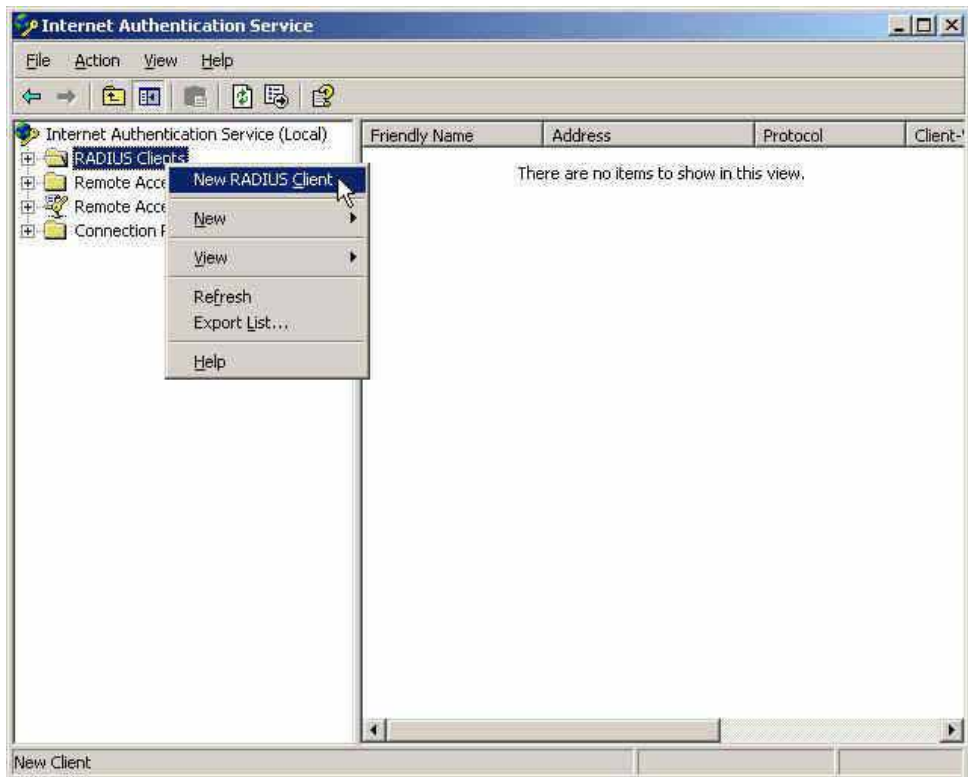 Internet Authentication Service
File Action View Help
Internet Authentication Service (Local)
RADIUS Clients
Remote Acce
Remote Acce
Connection
New RADIUS Client
New
View
Refresh
Export List...
Help
Friendly Name Address Protocol Client-
There are no items to show in this view.
New Client